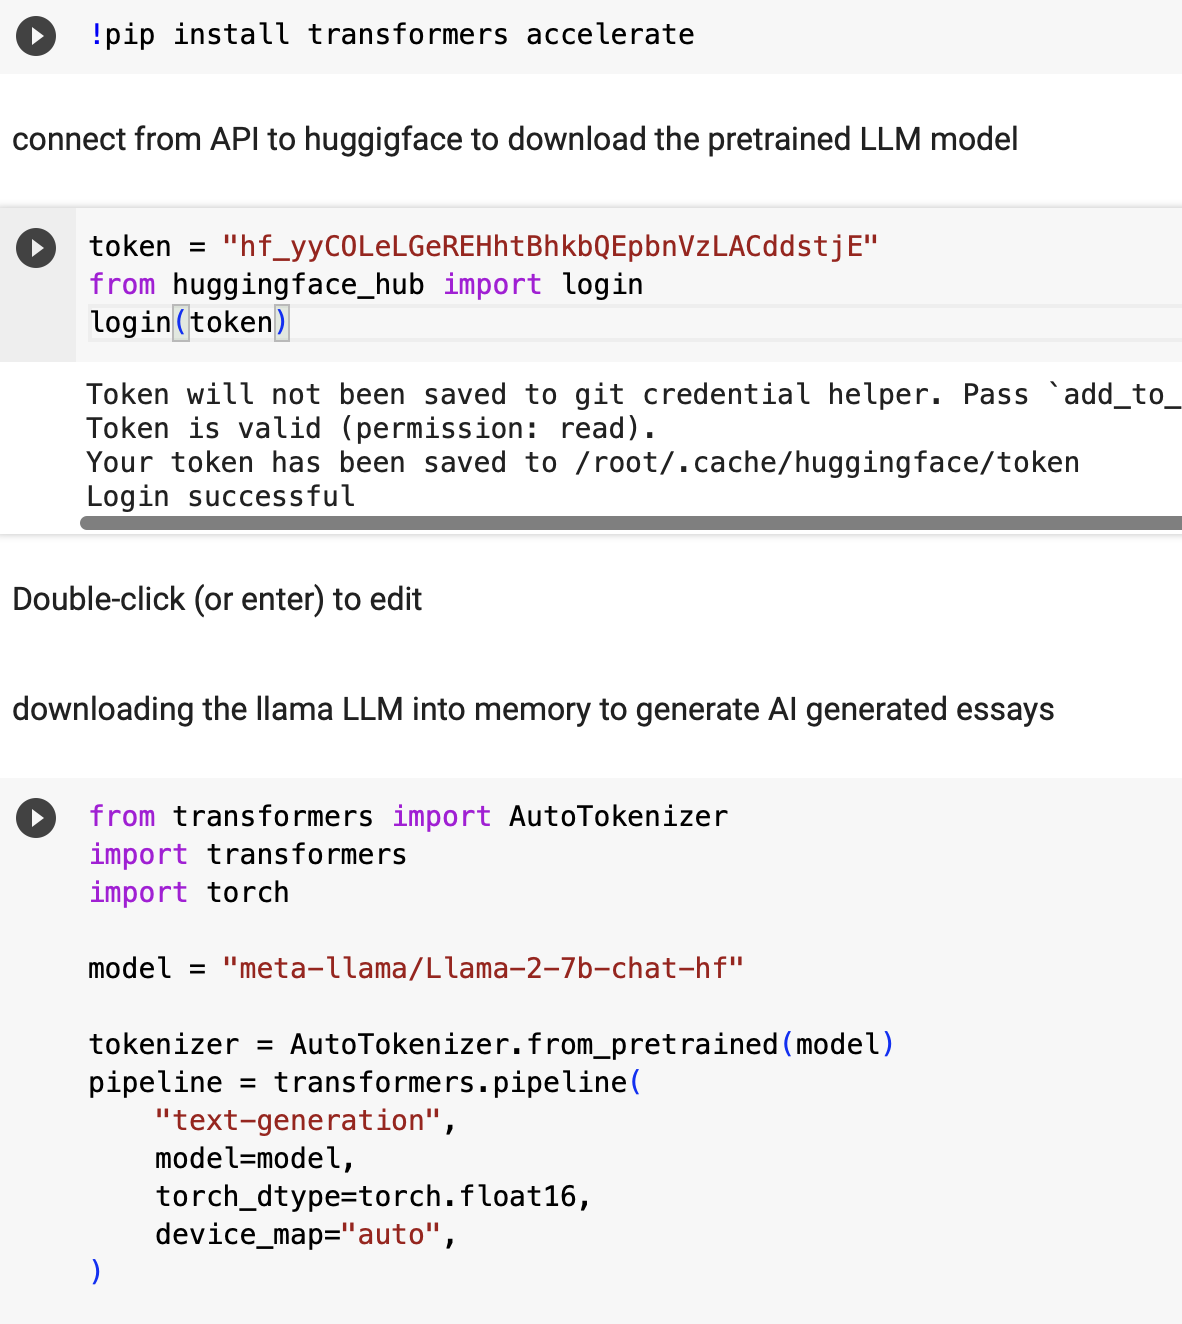 !pip install transformers accelerate
connect from API to huggigface to download the pretrained LLM model
token = "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"
from huggingface_hub import login
login(token)
Token will not been saved to git credential helper. Pass `add_to_
Token is valid (permission: read).
Your token has been saved to /root/.cache/huggingface/token
Login successful
Double-click (or enter) to edit
downloading the llama LLM into memory to generate AI generated essays
from transformers import AutoTokenizer
import transformers
import torch
model = "meta-llama/Llama-2-7b-chat-hf"
tokenizer = AutoTokenizer.from_pretrained(model)
pipeline = transformers.pipeline(
    "text-generation",
    model=model,
    torch_dtype=torch.float16,
    device_map="auto",
)